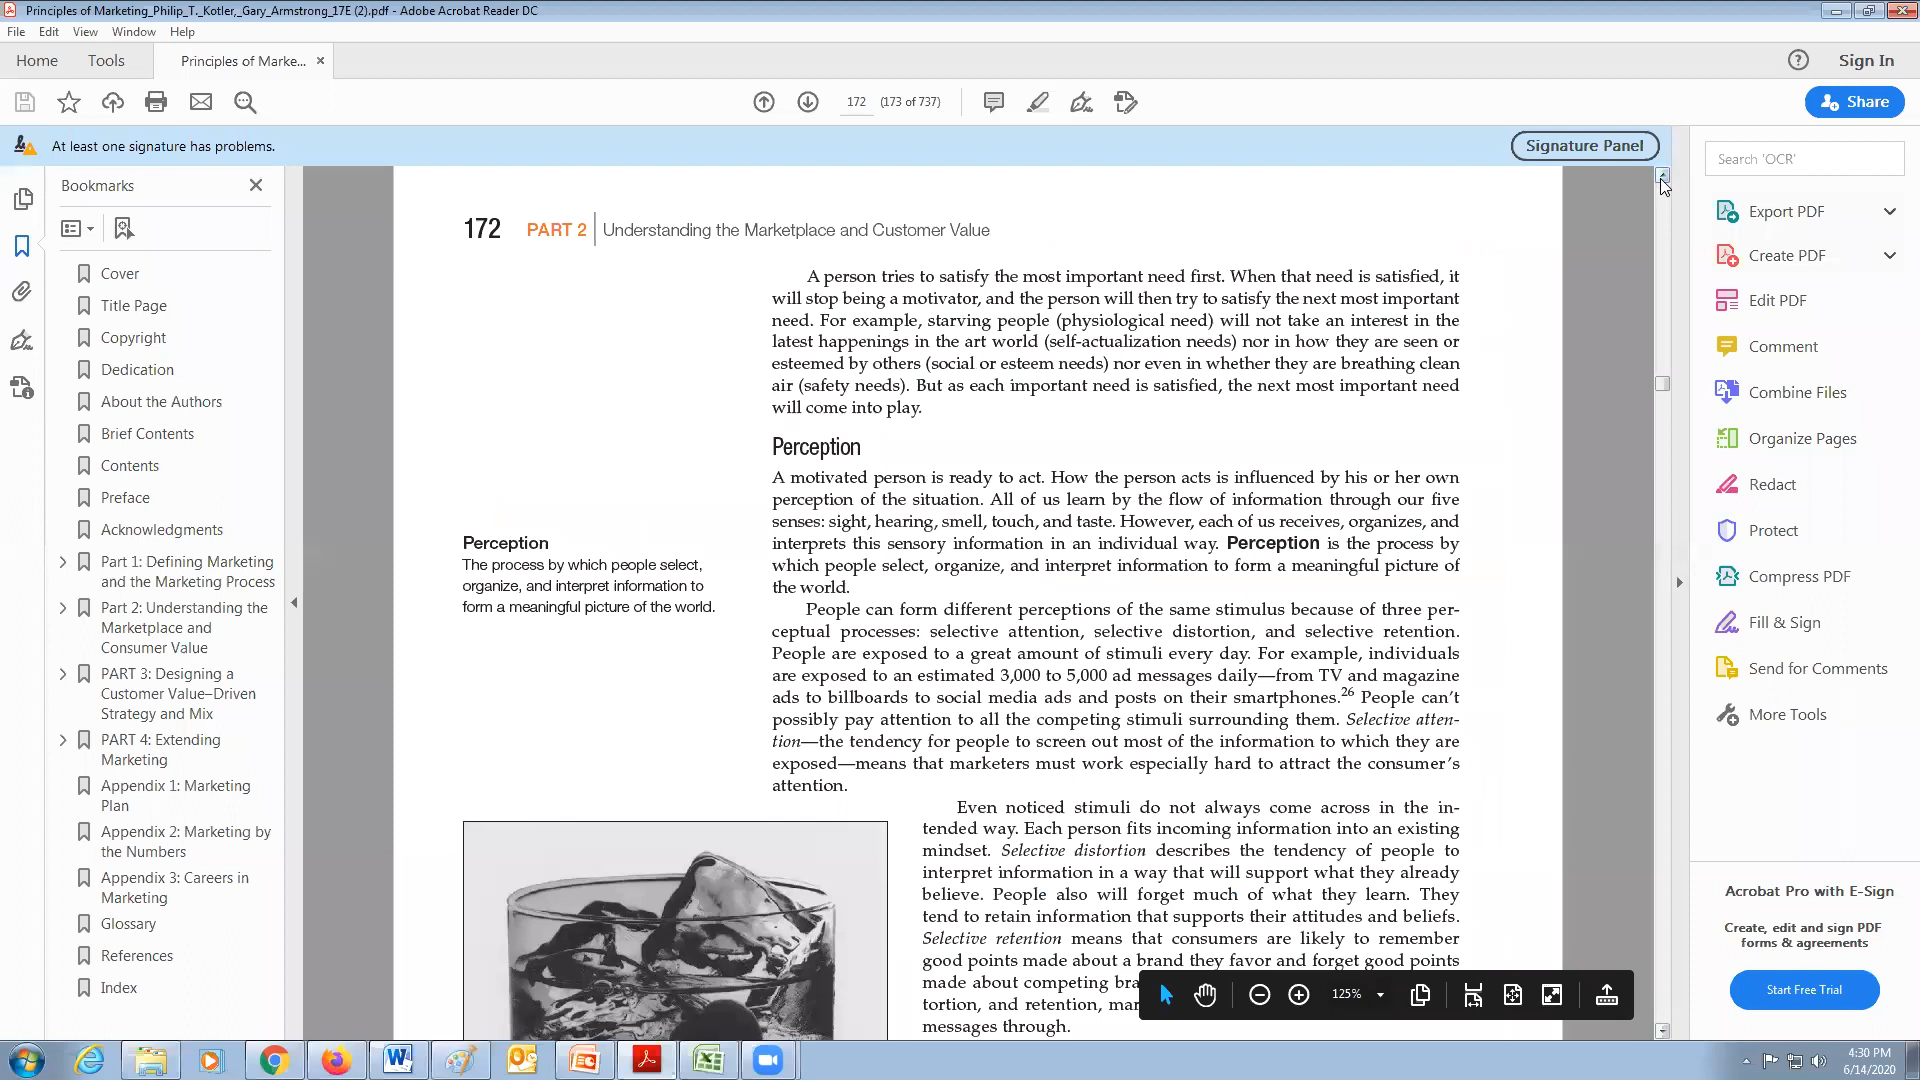 Principles of Marketing_Philip_T._Kotler,_Gary_Armstrong_17E (2).pdf - Adobe Acrobat Reader DC
File Edit View Window Help
Home Tools Principles of Marke... × Sign In
172 (173 of 737) Share
At least one signature has problems. Signature Panel
Bookmarks
Cover
Title Page
Copyright
Dedication
About the Authors
Brief Contents
Contents
Preface
Acknowledgments
Part 1: Defining Marketing
and the Marketing Process
Part 2: Understanding the
Marketplace and
Consumer Value
PART 3: Designing a
Customer Value–Driven
Strategy and Mix
PART 4: Extending
Marketing
Appendix 1: Marketing
Plan
Appendix 2: Marketing by
the Numbers
Appendix 3: Careers in
Marketing
Glossary
References
Index
172 PART 2 Understanding the Marketplace and Customer Value
A person tries to satisfy the most important need first. When that need is satisfied, it
will stop being a motivator, and the person will then try to satisfy the next most important
need. For example, starving people (physiological need) will not take an interest in the
latest happenings in the art world (self-actualization needs) nor in how they are seen or
esteemed by others (social or esteem needs) nor even in whether they are breathing clean
air (safety needs). But as each important need is satisfied, the next most important need
will come into play.
Perception
A motivated person is ready to act. How the person acts is influenced by his or her own
perception of the situation. All of us learn by the flow of information through our five
senses: sight, hearing, smell, touch, and taste. However, each of us receives, organizes, and
interprets this sensory information in an individual way. Perception is the process by
which people select, organize, and interpret information to form a meaningful picture of
the world.
Perception
The process by which people select,
organize, and interpret information to
form a meaningful picture of the world.
People can form different perceptions of the same stimulus because of three per-
ceptual processes: selective attention, selective distortion, and selective retention.
People are exposed to a great amount of stimuli every day. For example, individuals
are exposed to an estimated 3,000 to 5,000 ad messages daily—from TV and magazine
ads to billboards to social media ads and posts on their smartphones.26 People can't
possibly pay attention to all the competing stimuli surrounding them. Selective atten-
tion—the tendency for people to screen out most of the information to which they are
exposed—means that marketers must work especially hard to attract the consumer's
attention.
Even noticed stimuli do not always come across in the in-
tended way. Each person fits incoming information into an existing
mindset. Selective distortion describes the tendency of people to
interpret information in a way that will support what they already
believe. People also will forget much of what they learn. They
tend to retain information that supports their attitudes and beliefs.
Selective retention means that consumers are likely to remember
good points made about a brand they favor and forget good points
made about competing bra
tortion, and retention, mar
messages through.
125%
Search 'OCR'
Export PDF
Create PDF
Edit PDF
Comment
Combine Files
Organize Pages
Redact
Protect
Compress PDF
Fill & Sign
Send for Comments
More Tools
Acrobat Pro with E-Sign
Create, edit and sign PDF
forms & agreements
Start Free Trial
4:30 PM
6/14/2020